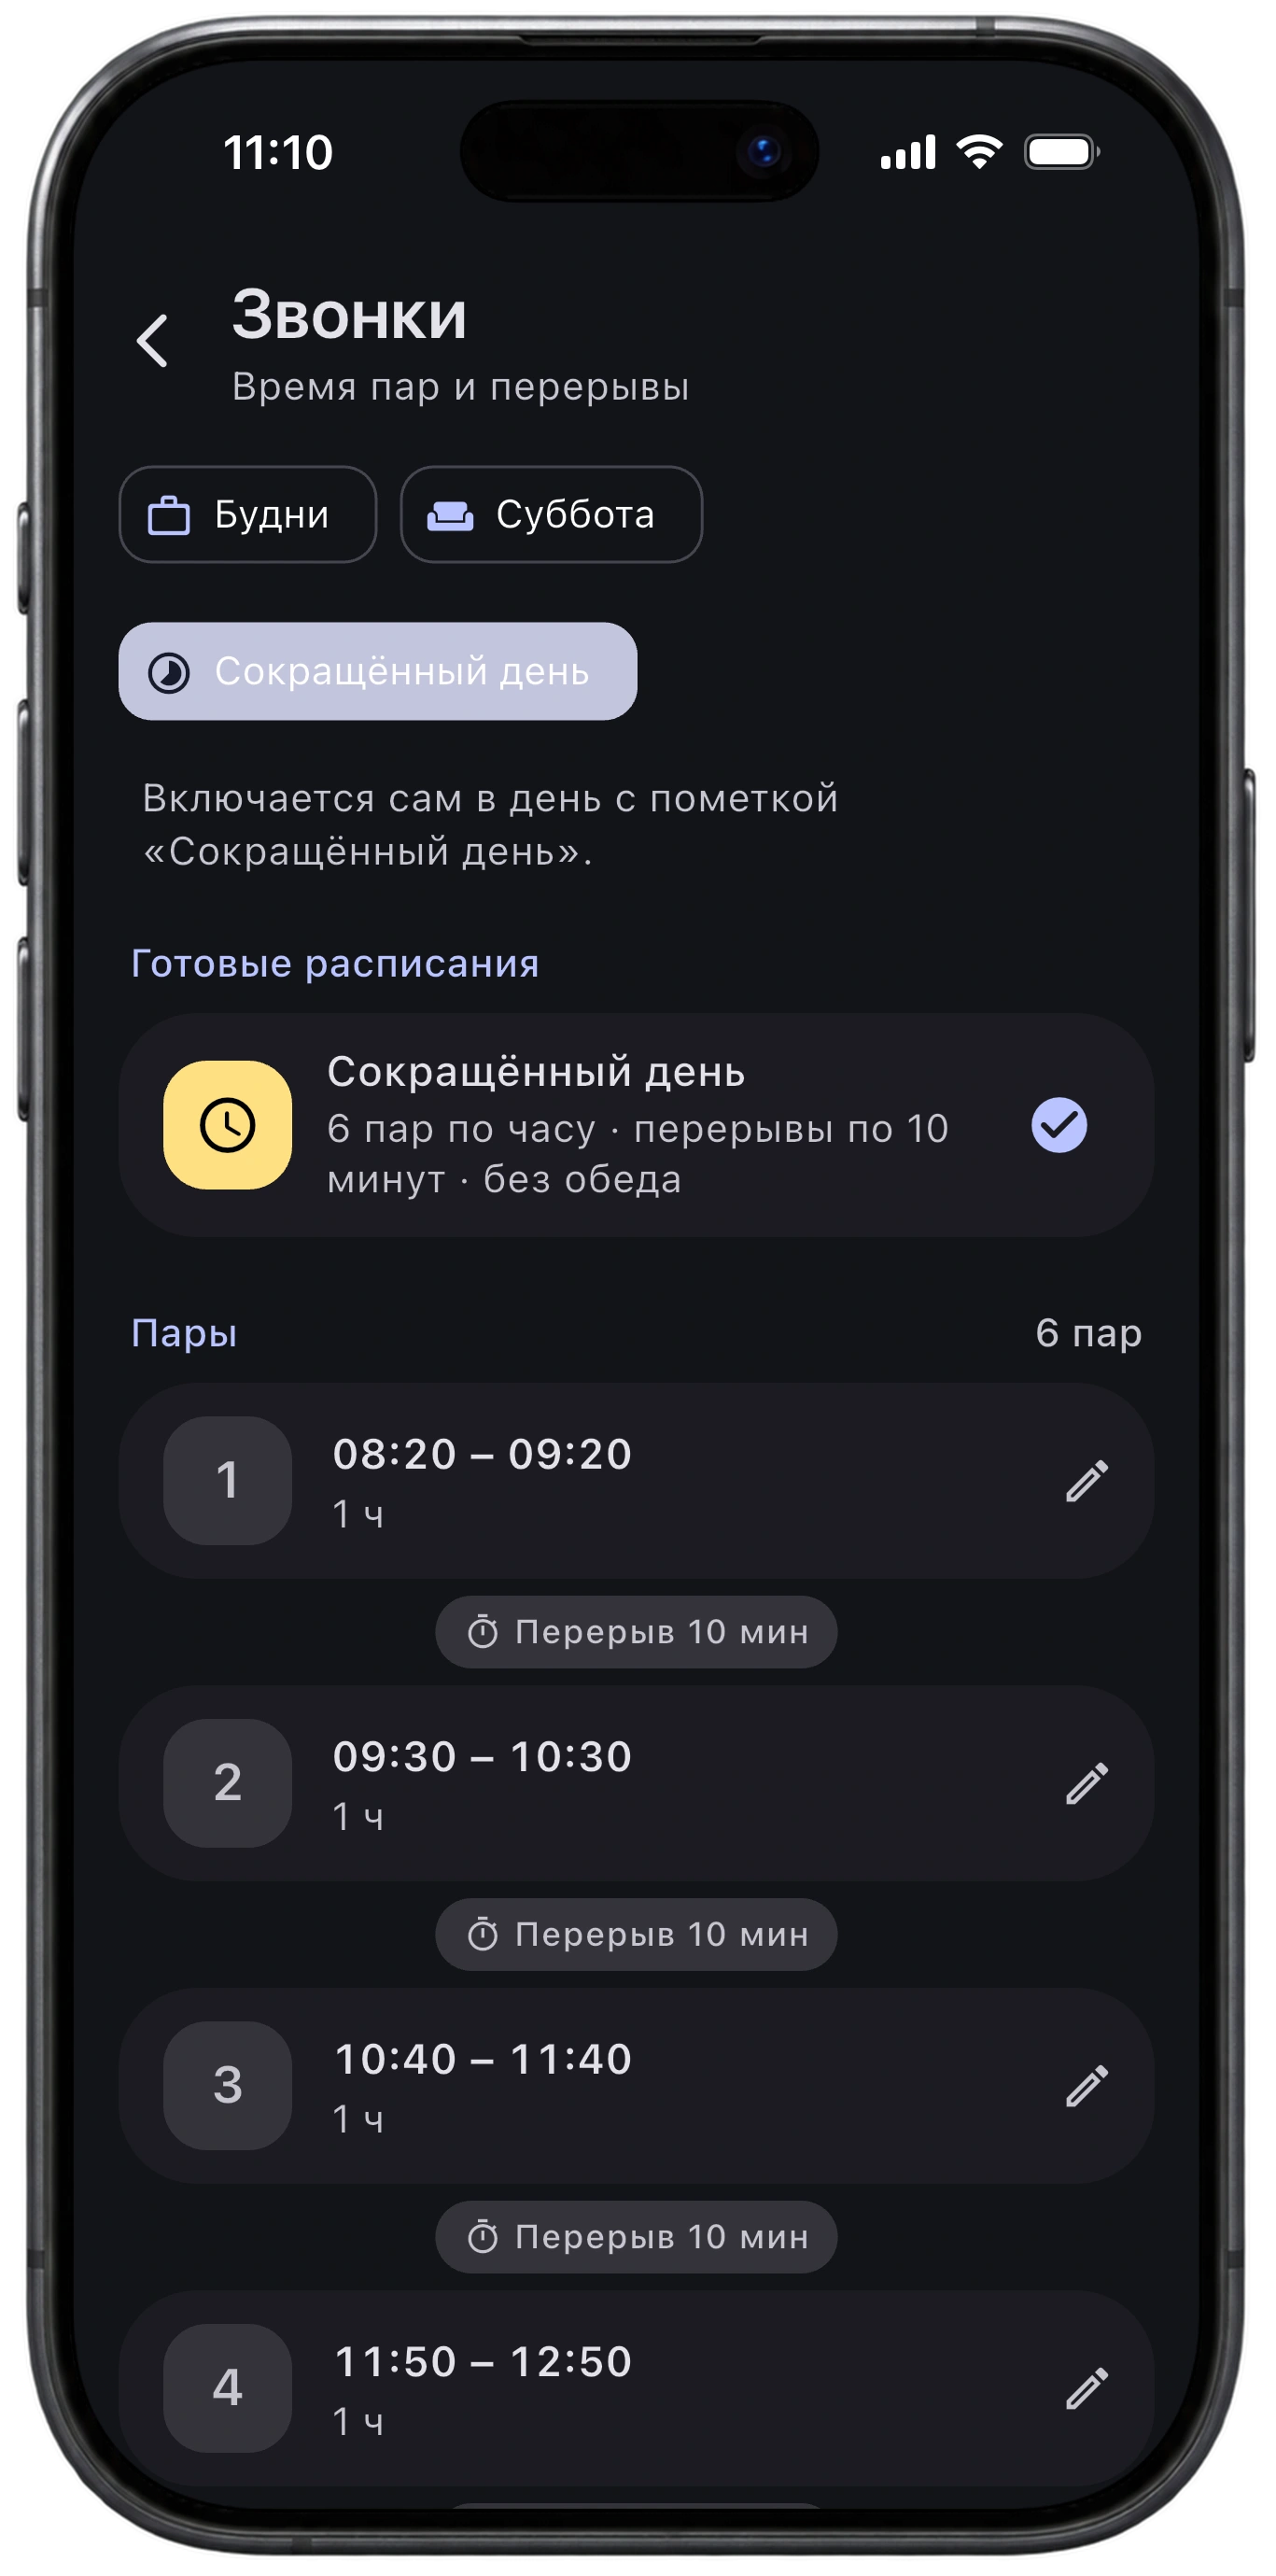 11:10
Звонки
Время пар и перерывы
Будни
Суббота
Сокращённый день
Включается сам в день с пометкой
«Сокращённый день».
Готовые расписания
Сокращённый день
6 пар по часу · перерывы по 10
минут · без обеда
Пары
6 пар
1
08:20 – 09:20
1 ч
Перерыв 10 мин
2
09:30 – 10:30
1 ч
Перерыв 10 мин
3
10:40 – 11:40
1 ч
Перерыв 10 мин
4
11:50 – 12:50
1 ч